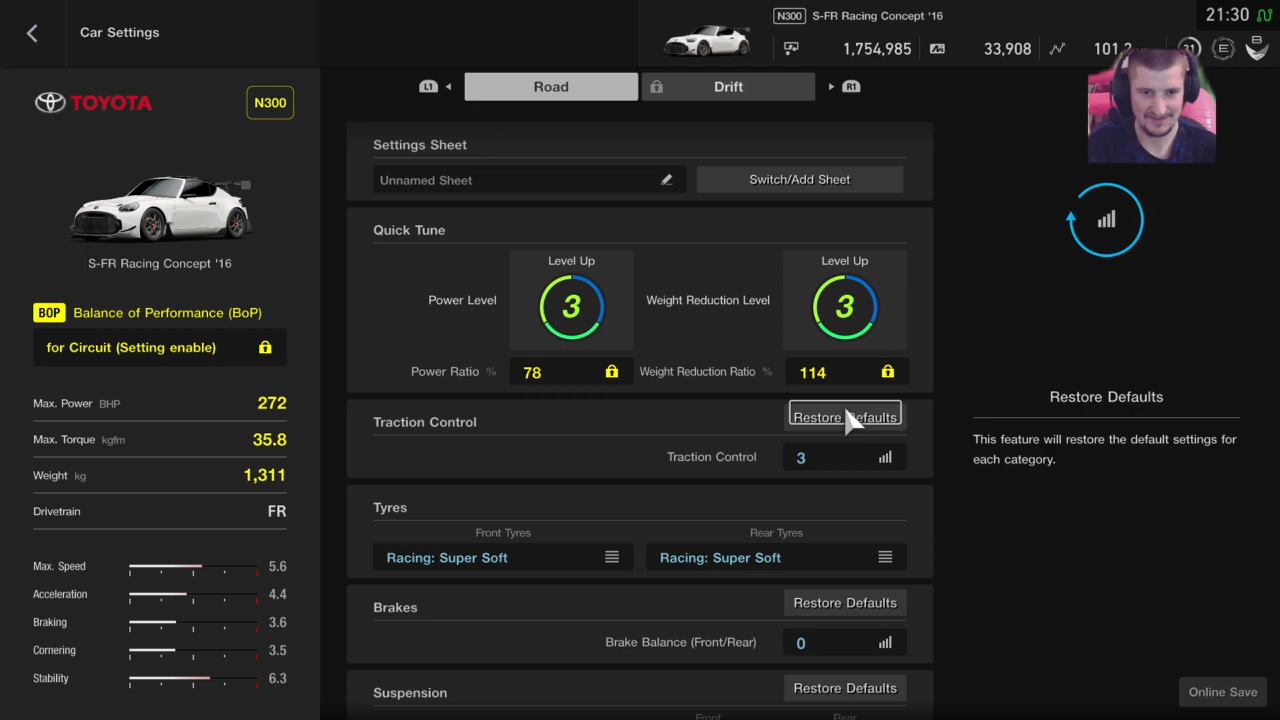 Car Settings
N300 S-FR Racing Concept '16
21:30
1,754,985
33,908
101.2
E
B
TOYOTA
N300
L1
Road
Drift
R1
Settings Sheet
Unnamed Sheet
Switch/Add Sheet
Quick Tune
Level Up
Level Up
Power Level
3
Weight Reduction Level
3
Power Ratio %
78
Weight Reduction Ratio %
114
S-FR Racing Concept '16
BOP Balance of Performance (BoP)
for Circuit (Setting enable)
Max. Power BHP 272
Max. Torque kgfm 35.8
Weight kg 1,311
Drivetrain FR
Max. Speed 5.6
Acceleration 4.4
Braking 3.6
Cornering 3.5
Stability 6.3
Traction Control
Restore Defaults
Traction Control 3
Tyres
Front Tyres
Rear Tyres
Racing: Super Soft
Racing: Super Soft
Brakes
Restore Defaults
Brake Balance (Front/Rear) 0
Suspension
Restore Defaults
Front
Rear
Restore Defaults
This feature will restore the default settings for
each category.
Online Save